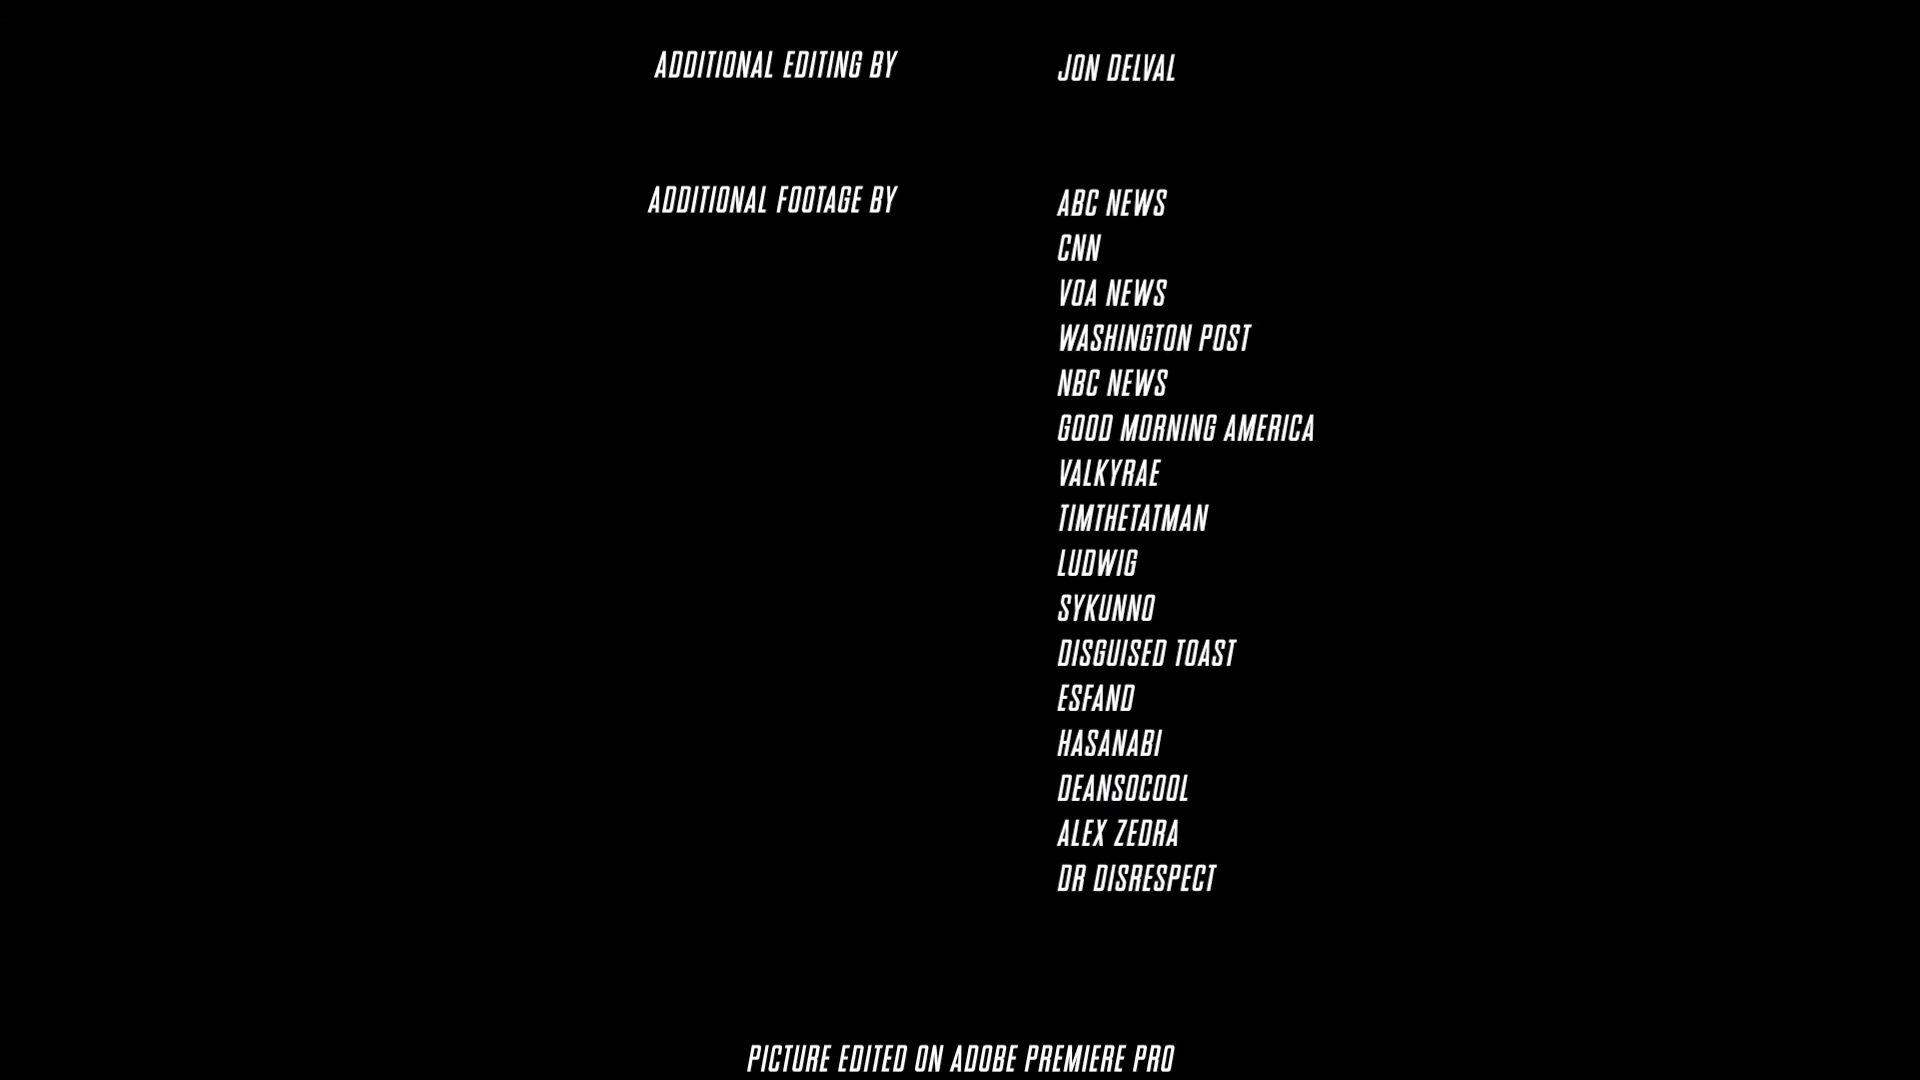 ADDITIONAL EDITING BY JON DELVAL
ADDITIONAL FOOTAGE BY ABC NEWS
CNN
VOA NEWS
WASHINGTON POST
NBC NEWS
GOOD MORNING AMERICA
VALKYRAE
TIMTHETATMAN
LUDWIG
SYKUNNO
DISGUISED TOAST
ESFAND
HASANABI
DEANSOCOOL
ALEX ZEDRA
DR DISRESPECT
PICTURE EDITED ON ADOBE PREMIERE PRO